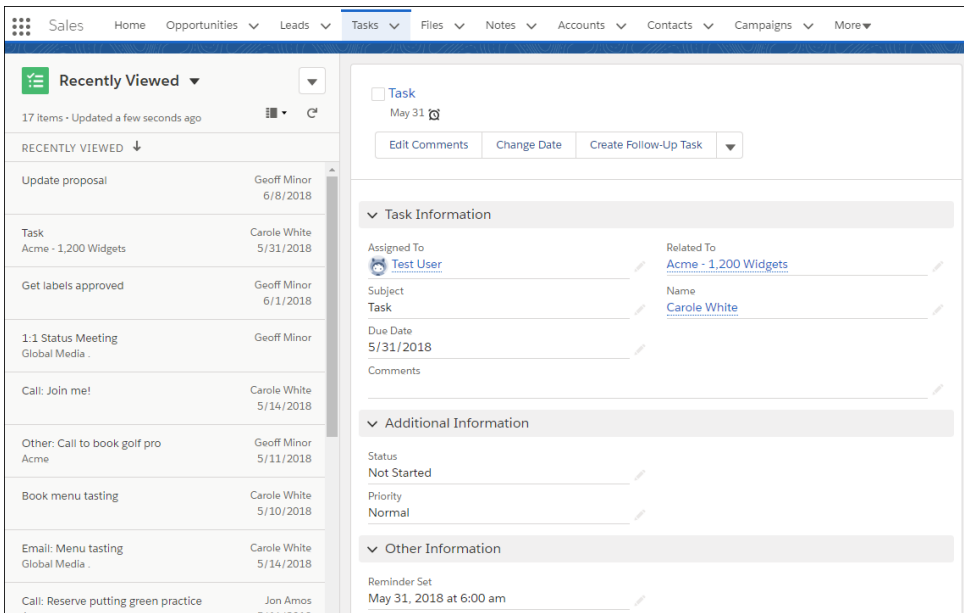 Sales Home Opportunities Leads Tasks Files Notes Accounts Contacts Campaigns More
Recently Viewed
17 items • Updated a few seconds ago
RECENTLY VIEWED
Update proposal Geoff Minor
6/8/2018
Task Carole White
Acme - 1,200 Widgets 5/31/2018
Get labels approved Geoff Minor
6/1/2018
1:1 Status Meeting Geoff Minor
Global Media .
Call: Join me! Carole White
5/14/2018
Other: Call to book golf pro Geoff Minor
Acme 5/11/2018
Book menu tasting Carole White
5/10/2018
Email: Menu tasting Carole White
Global Media . 5/14/2018
Call: Reserve putting green practice Jon Amos
Task
May 31
Edit Comments Change Date Create Follow-Up Task
Task Information
Assigned To Related To
Test User Acme - 1,200 Widgets
Subject Name
Task Carole White
Due Date
5/31/2018
Comments
Additional Information
Status
Not Started
Priority
Normal
Other Information
Reminder Set
May 31, 2018 at 6:00 am